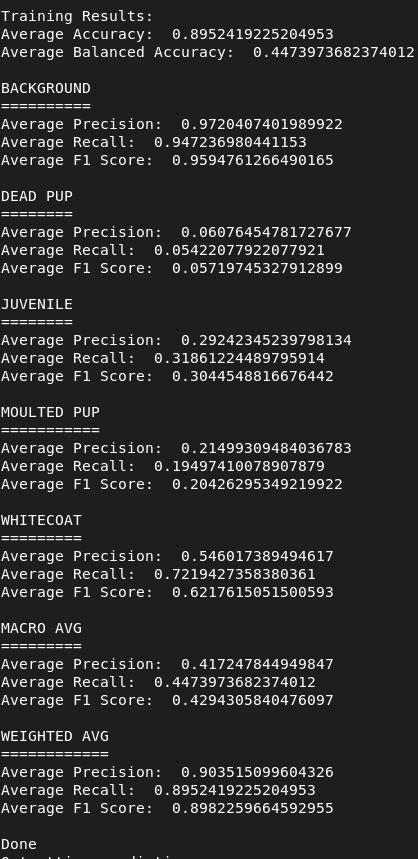 Training Results:
Average Accuracy:  0.8952419225204953
Average Balanced Accuracy:  0.4473973682374012
BACKGROUND
==========
Average Precision:  0.9720407401989922
Average Recall:  0.947236980441153
Average F1 Score:  0.9594761266490165
DEAD PUP
========
Average Precision:  0.06076454781727677
Average Recall:  0.05422077922077921
Average F1 Score:  0.05719745327912899
JUVENILE
========
Average Precision:  0.29242345239798134
Average Recall:  0.31861224489795914
Average F1 Score:  0.3044548816676442
MOULTED PUP
===========
Average Precision:  0.21499309484036783
Average Recall:  0.19497410078907879
Average F1 Score:  0.20426295349219922
WHITECOAT
=========
Average Precision:  0.546017389494617
Average Recall:  0.7219427358380361
Average F1 Score:  0.6217615051500593
MACRO AVG
=========
Average Precision:  0.417247844949847
Average Recall:  0.4473973682374012
Average F1 Score:  0.4294305840476097
WEIGHTED AVG
============
Average Precision:  0.903515099604326
Average Recall:  0.8952419225204953
Average F1 Score:  0.8982259664592955
Done